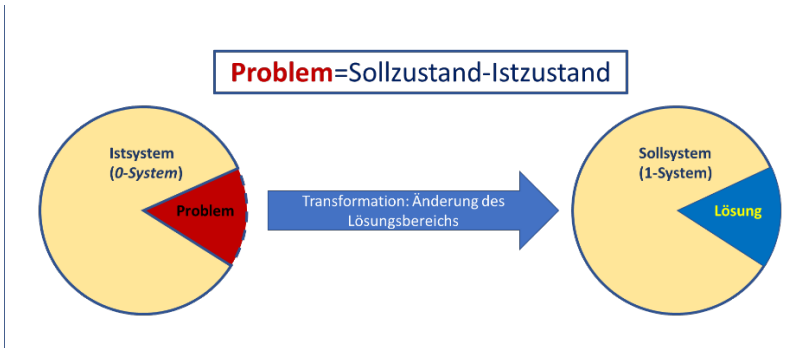 Problem=Sollzustand-Istzustand
Istsystem
(0-System)
Problem
Transformation: Änderung des
Lösungsbereichs
Sollsystem
(1-System)
Lösung